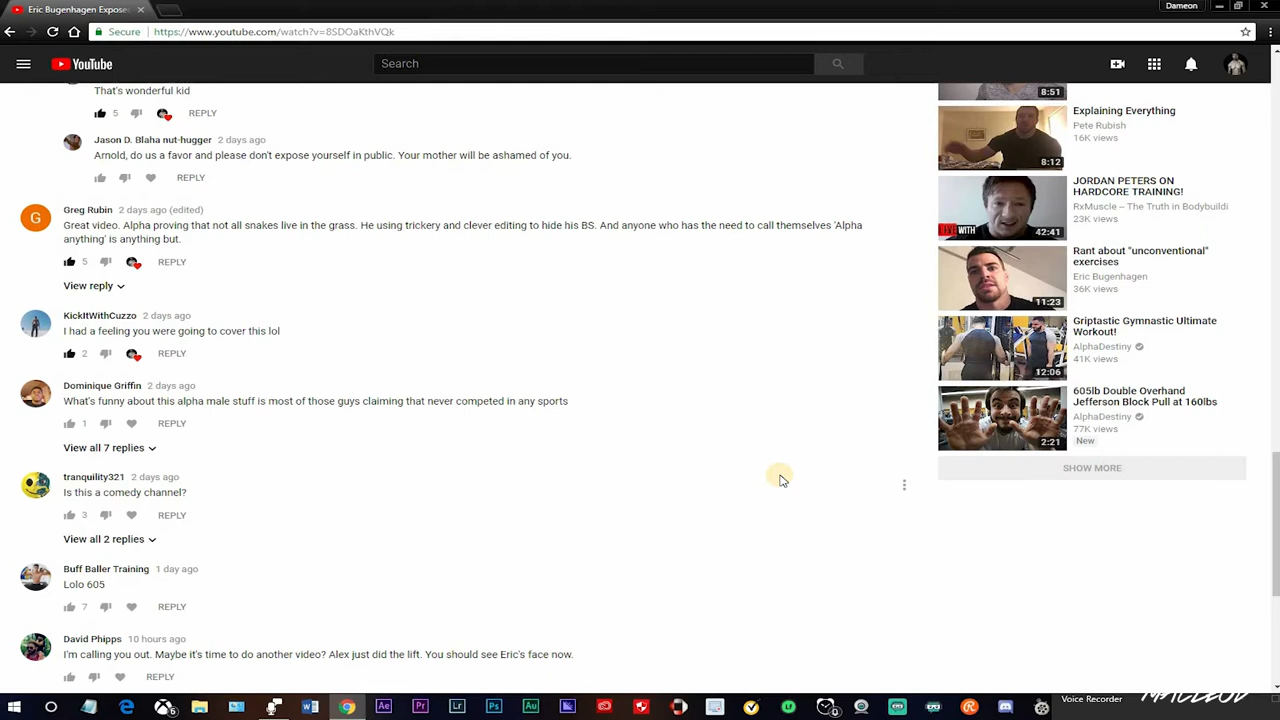 Eric Bugenhagen Expose
Dameon
Secure
https://www.youtube.com/watch?v=8SDOaKthVQk
YouTube
Search
That's wonderful kid
5 REPLY
Jason D. Blaha nut-hugger 2 days ago
Arnold, do us a favor and please don't expose yourself in public. Your mother will be ashamed of you.
REPLY
G
Greg Rubin 2 days ago (edited)
Great video. Alpha proving that not all snakes live in the grass. He using trickery and clever editing to hide his BS. And anyone who has the need to call themselves 'Alpha
anything' is anything but.
5 REPLY
View reply
KickItWithCuzzo 2 days ago
I had a feeling you were going to cover this lol
2 REPLY
Dominique Griffin 2 days ago
What's funny about this alpha male stuff is most of those guys claiming that never competed in any sports
1 REPLY
View all 7 replies
tranquility321 2 days ago
Is this a comedy channel?
3 REPLY
View all 2 replies
Buff Baller Training 1 day ago
Lolo 605
7 REPLY
David Phipps 10 hours ago
I'm calling you out. Maybe it's time to do another video? Alex just did the lift. You should see Eric's face now.
REPLY
8:51
Explaining Everything
Pete Rubish
16K views
8:12
JORDAN PETERS ON
HARDCORE TRAINING!
RxMuscle -- The Truth in Bodybuildi
23K views
LIVE WITH
42:41
Rant about "unconventional"
exercises
Eric Bugenhagen
36K views
11:23
Griptastic Gymnastic Ultimate
Workout!
AlphaDestiny
41K views
12:06
605lb Double Overhand
Jefferson Block Pull at 160lbs
AlphaDestiny
77K views
New
2:21
SHOW MORE
Voice Recorder
MACLEOD
6
W
Ae
Pr
Lr
Ps
Au